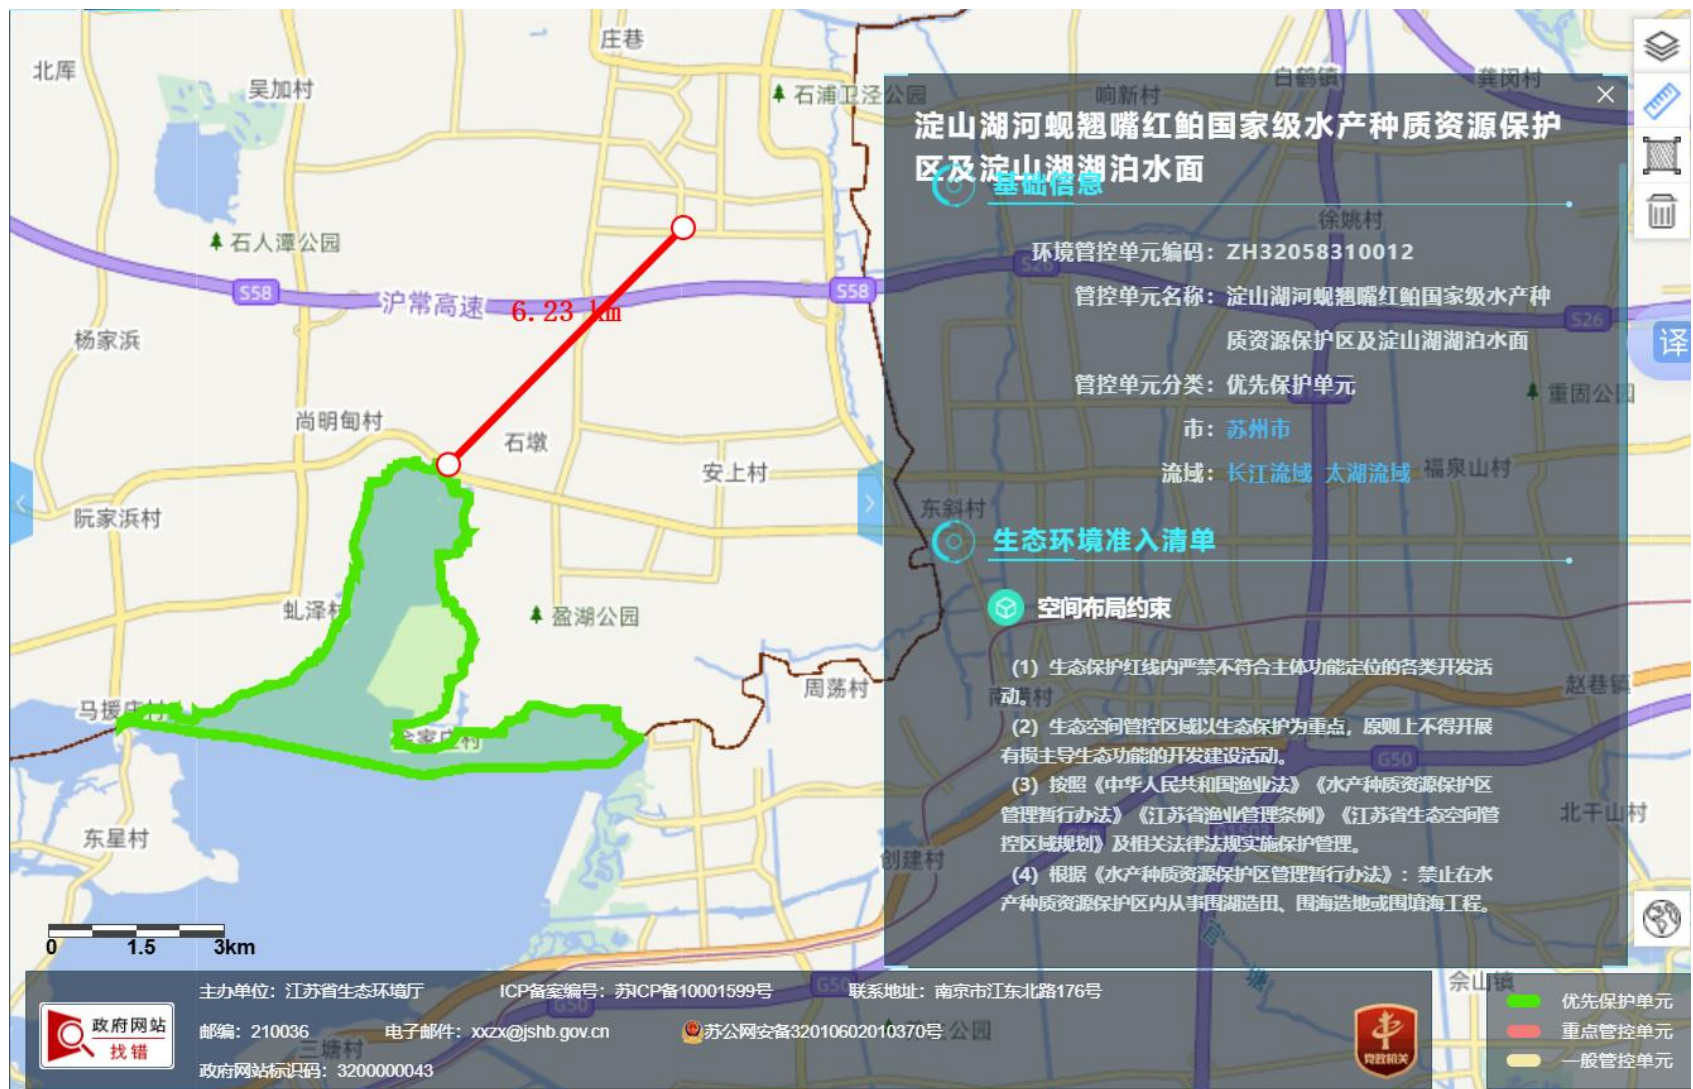 庄巷
北厍
吴加村
石浦卫泾公园
响新村
白鹤镇
龚闵村
淀山湖河蚬翘嘴红鲌国家级水产种质资源保护
区及淀山湖湖泊水面
基础信息
徐姚村
石人潭公园
环境管控单元编码：ZH32058310012
S26
S58
沪常高速
S58
管控单元名称：淀山湖河蚬翘嘴红鲌国家级水产种
6.23 km
S26
杨家浜
质资源保护区及淀山湖湖泊水面
译
管控单元分类：优先保护单元
重固公园
尚明甸村
石墩
市：苏州市
安上村
流域：长江流域 太湖流域
福泉山村
阮家浜村
东斜村
生态环境准入清单
虬泽村
盈湖公园
空间布局约束
（1）生态保护红线内严禁不符合主体功能定位的各类开发活
动。
周荡村
赵巷镇
马援庄村
（2）生态空间管控区域以生态保护为重点，原则上不得开展
有损主导生态功能的开发建设活动。
G50
（3）按照《中华人民共和国渔业法》《水产种质资源保护区
管理暂行办法》《江苏省渔业管理条例》《江苏省生态空间管
控区域规划》及相关法律法规实施保护管理。
北干山村
东星村
G1503
创建村
（4）根据《水产种质资源保护区管理暂行办法》：禁止在水
产种质资源保护区内从事围湖造田、围海造地或围填海工程。
0 1.5 3km
佘山镇
主办单位：江苏省生态环境厅 ICP备案编号：苏ICP备10001599号 联系地址：南京市江东北路176号
G50
G50
政府网站
找错
邮编：210036 电子邮件：xxzx@jshb.gov.cn 苏公网安备32010602010370号
三塘村
政府网站标识码：3200000043
党政机关
优先保护单元
重点管控单元
一般管控单元